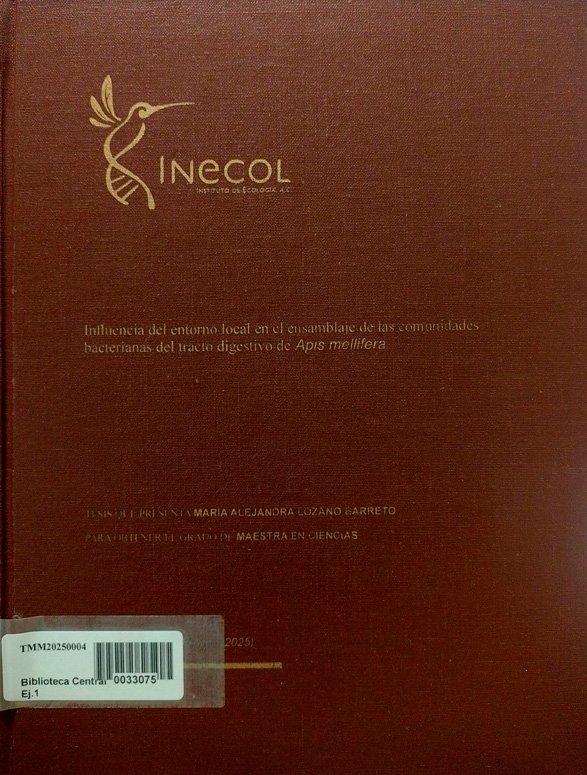 INECOL
INSTITUTO DE ECOLOGÍA, A.C.
Influencia del entorno local en el ensamblaje de las comunidades
bacterianas del tracto digestivo de Apis mellifera
TESIS QUE PRESENTA MARÍA ALEJANDRA LOZANO BARRETO
PARA OBTENER EL GRADO DE MAESTRA EN CIENCIAS
2025)
TMM20250004
Biblioteca Central 0033075
Ej.1